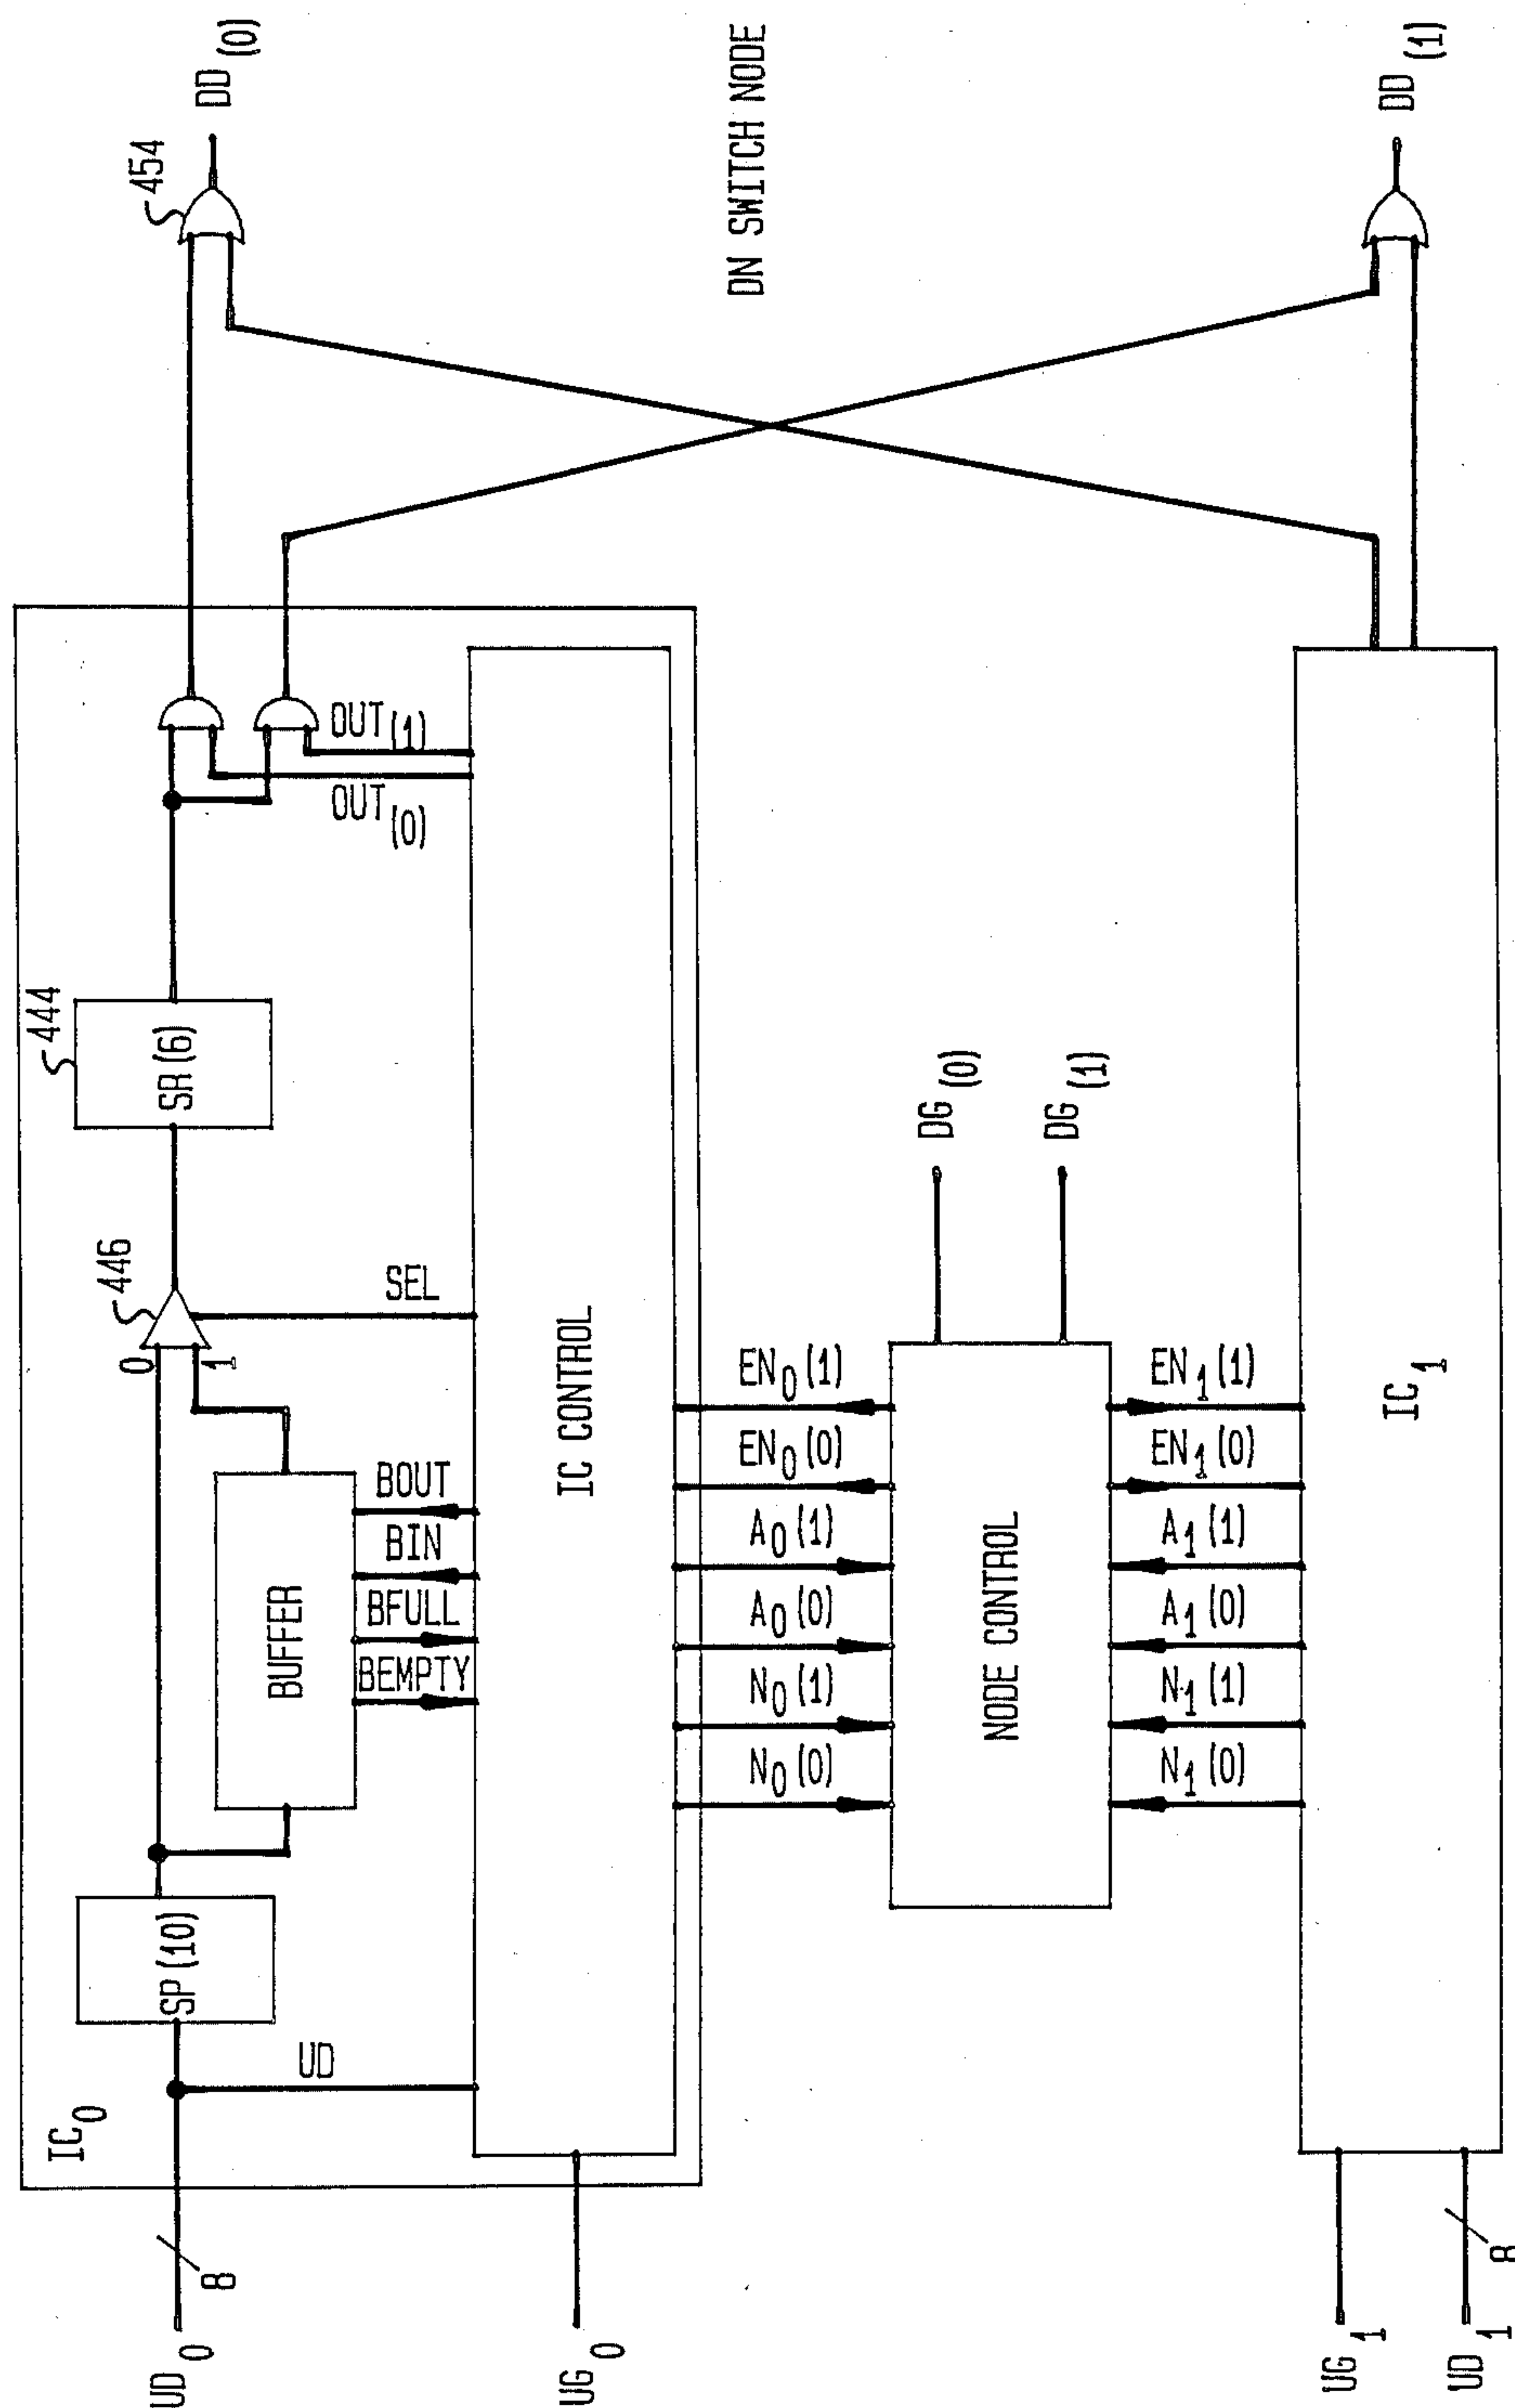 IC0
UD0
8
UD
SP(10)
BUFFER
BEMPTY
BFULL
BIN
BOUT
0
1
446
SEL
SR(6)
444
OUT(0)
OUT(1)
454
DD(0)
UG0
IC CONTROL
N0(0)
N0(1)
A0(0)
A0(1)
EN0(0)
EN0(1)
NODE CONTROL
DG(0)
DG(1)
DN SWITCH NODE
N1(0)
N1(1)
A1(0)
A1(1)
EN1(0)
EN1(1)
UG1
UD1
8
IC1
DD(1)